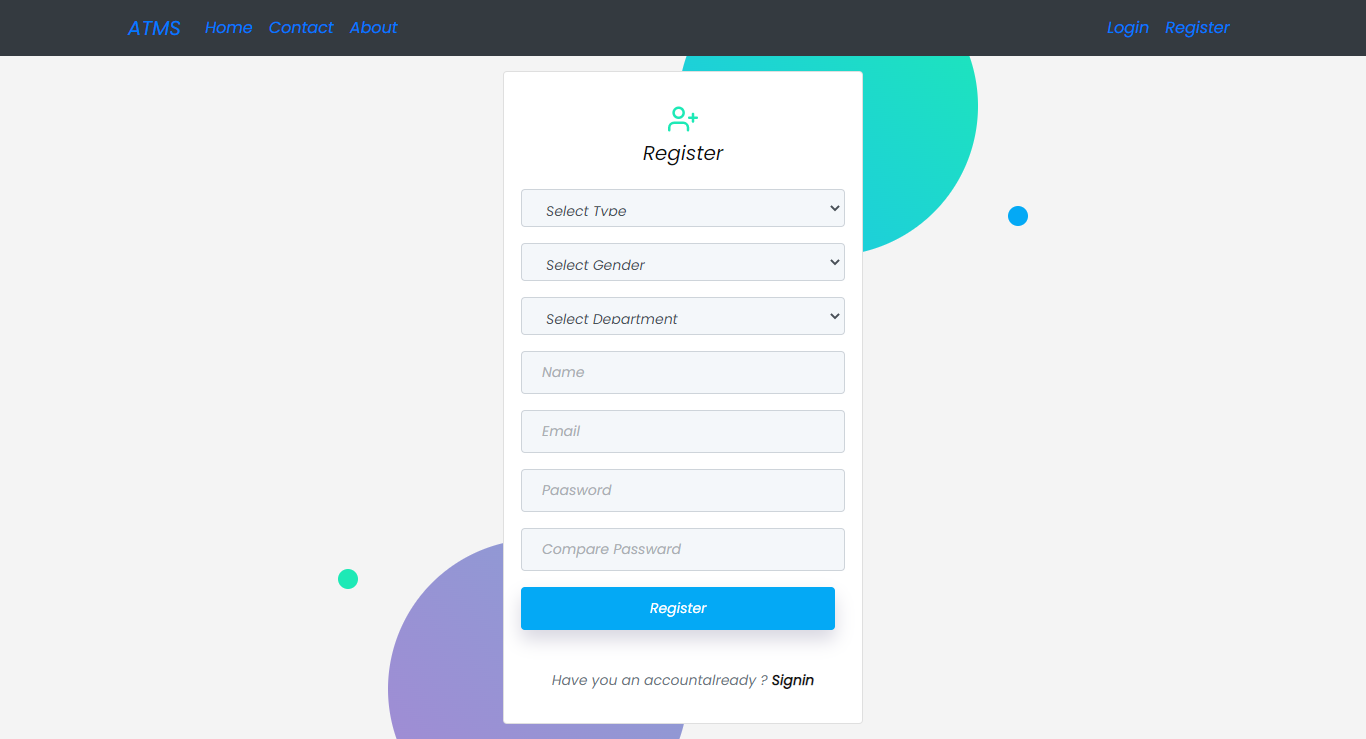 ATMS Home Contact About Login Register
Register
Select Type
Select Gender
Select Department
Name
Email
Paasword
Compare Password
Register
Have you an accountalready ? Signin